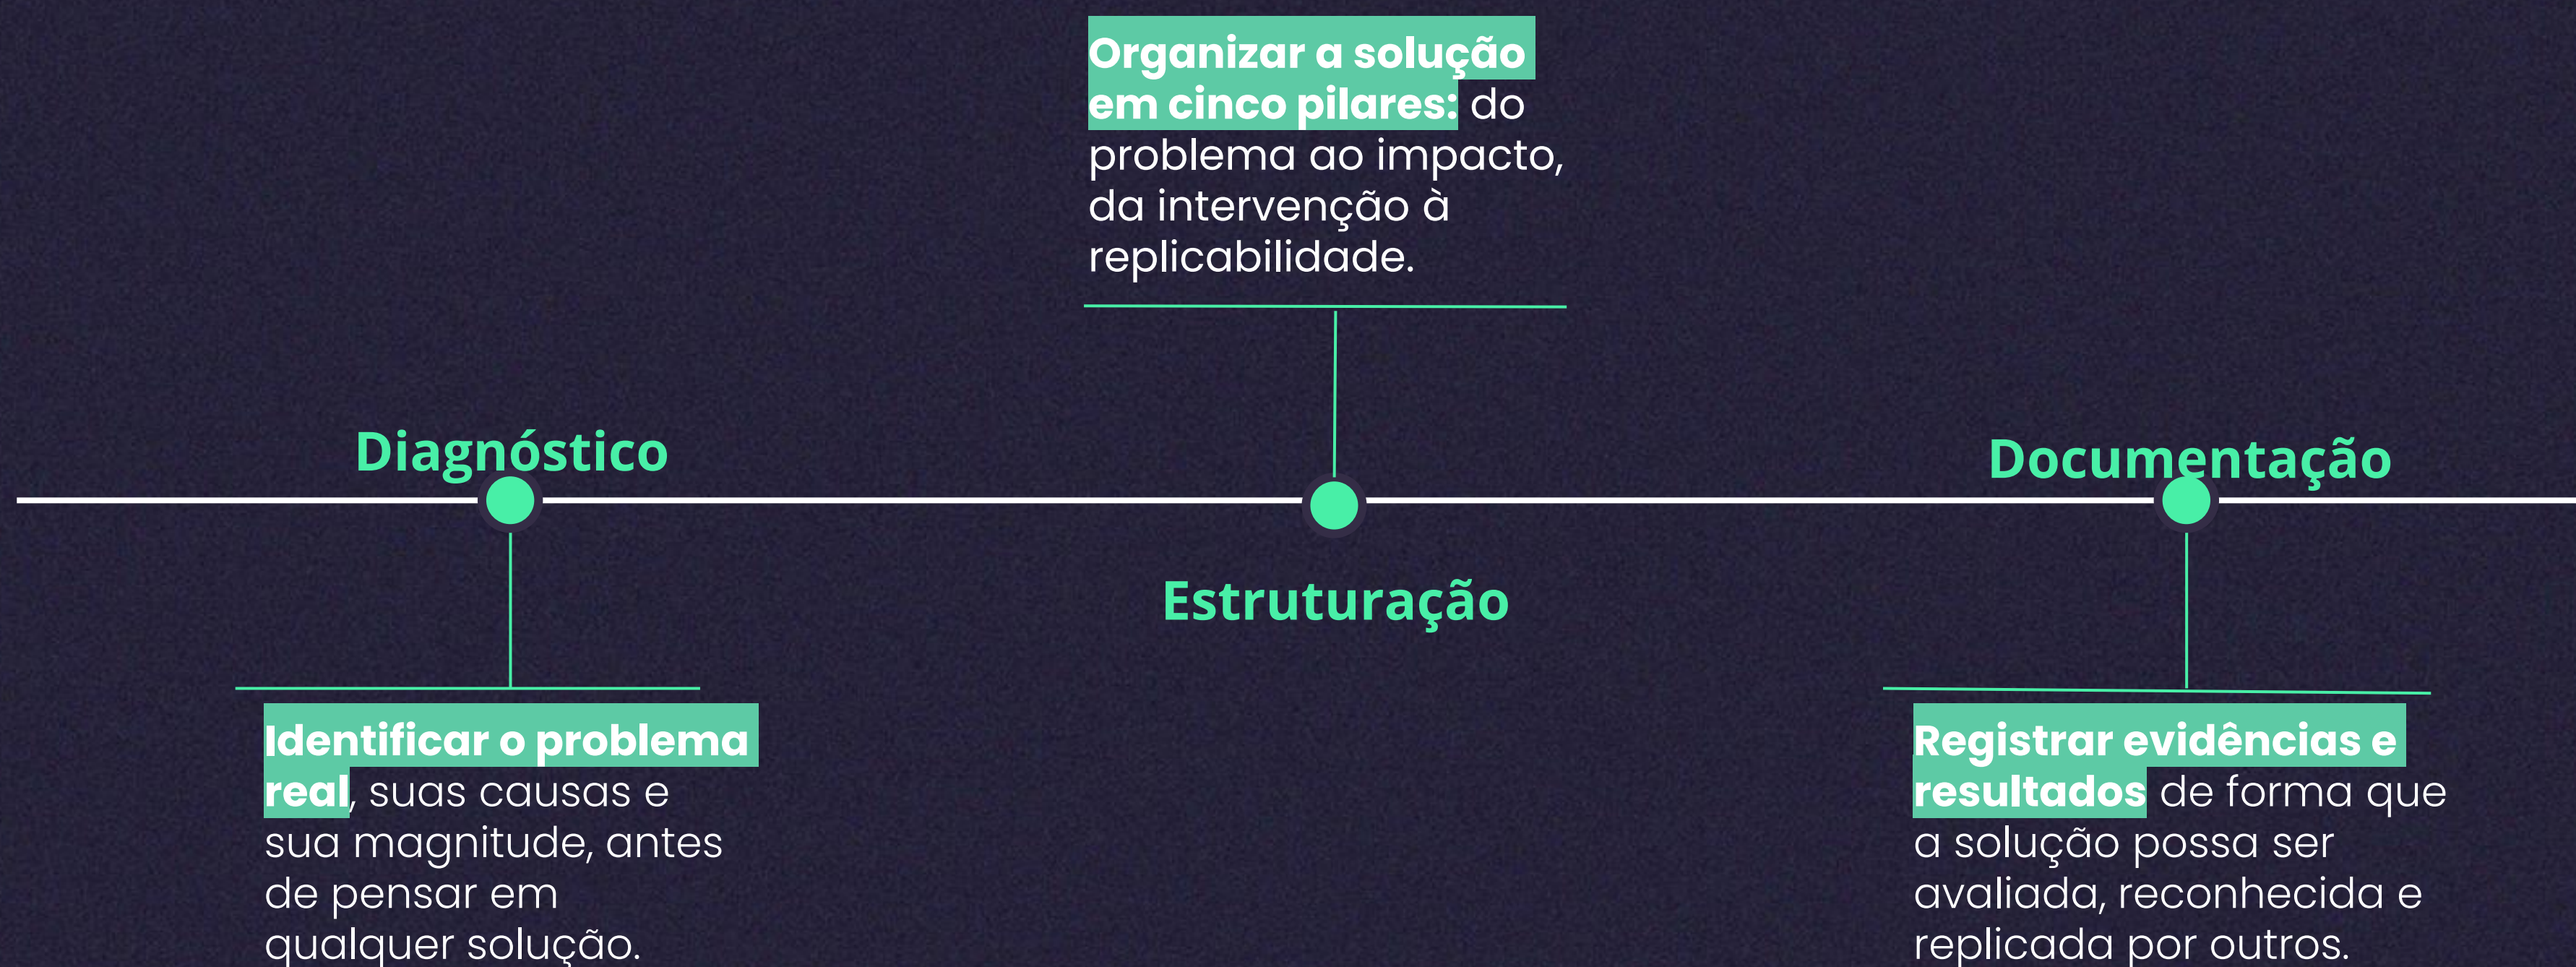 Organizar a solução
em cinco pilares: do
problema ao impacto,
da intervenção à
replicabilidade.
Diagnóstico
Documentação
Estruturação
Identificar o problema
real, suas causas e
sua magnitude, antes
de pensar em
qualquer solução.
Registrar evidências e
resultados de forma que
a solução possa ser
avaliada, reconhecida e
replicada por outros.